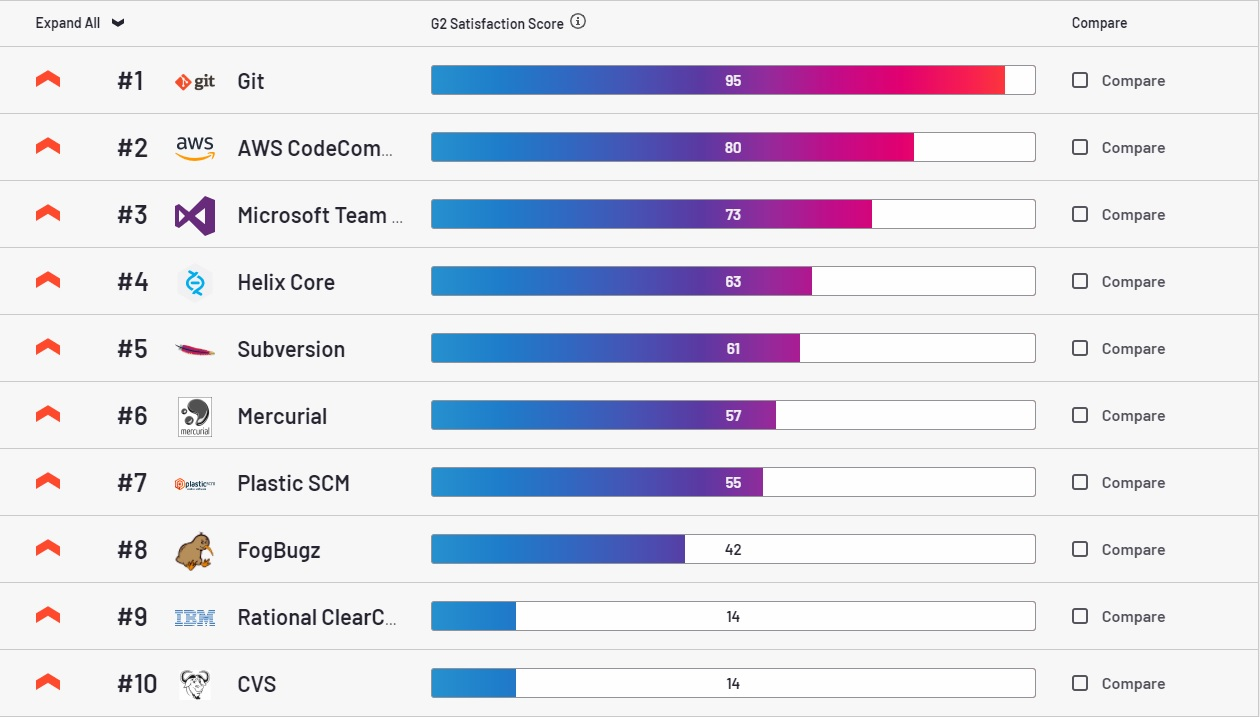 Expand All G2 Satisfaction Score Compare
#1 git Git 95 Compare
#2 aws AWS CodeCom... 80 Compare
#3 Microsoft Team ... 73 Compare
#4 Helix Core 63 Compare
#5 Subversion 61 Compare
#6 mercurial Mercurial 57 Compare
#7 plastic SCM Plastic SCM 55 Compare
#8 FogBugz 42 Compare
#9 IBM Rational ClearC... 14 Compare
#10 CVS 14 Compare